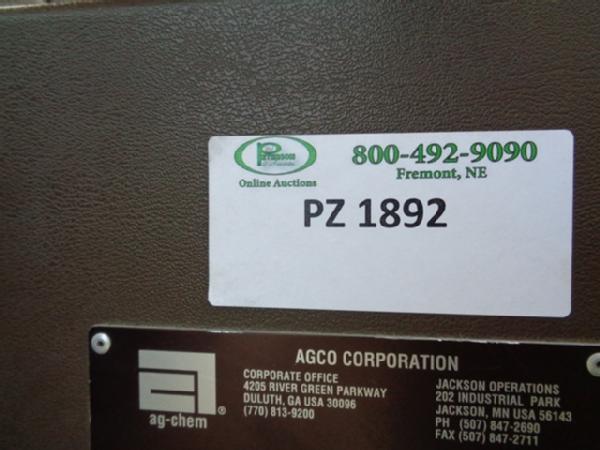 PETERSON
Online Auctions
800-492-9090
Fremont, NE
PZ 1892
ag-chem ®
AGCO CORPORATION
CORPORATE OFFICE
4205 RIVER GREEN PARKWAY
DULUTH, GA USA 30096
(770) 813-9200
JACKSON OPERATIONS
202 INDUSTRIAL PARK
JACKSON, MN USA 56143
PH (507) 847-2690
FAX (507) 847-2711